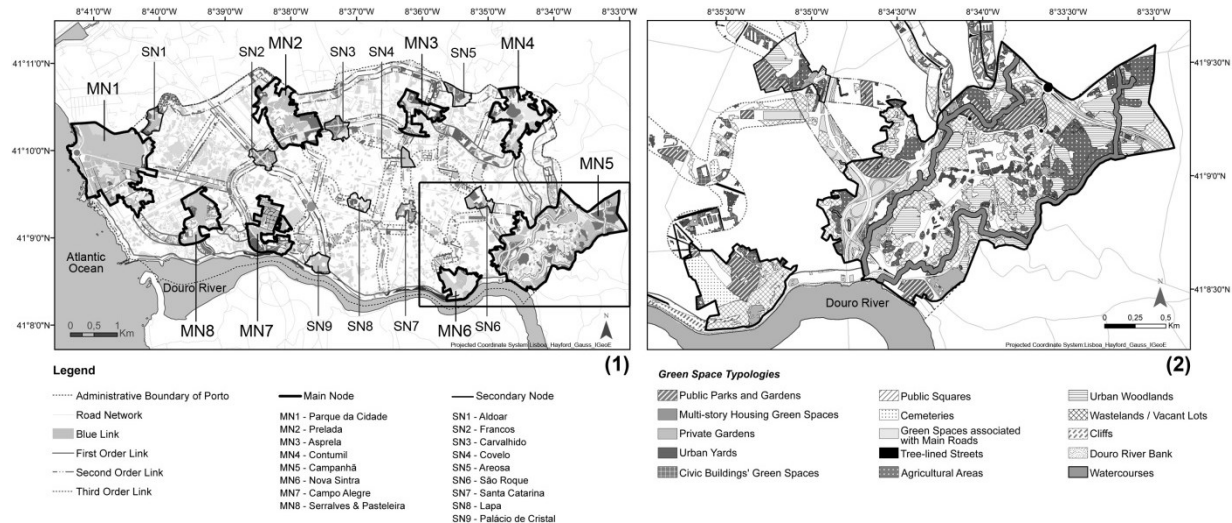 8°41'0"W 8°40'0"W 8°39'0"W 8°38'0"W 8°37'0"W 8°36'0"W 8°35'0"W 8°34'0"W 8°33'0"W
8°35'30"W 8°35'0"W 8°34'30"W 8°34'0"W 8°33'30"W 8°33'0"W
41°11'0"N
41°10'0"N
41°9'0"N
41°8'0"N
SN1 SN2 MN2 SN3 SN4 MN3 SN5 MN4
MN1
MN5
Atlantic
Ocean
Douro River
MN8 MN7 SN9 SN8 SN7 MN6 SN6
0 0.5 1
Km
N
Projected Coordinate System:Lisboa_Hayford_Gauss_IGeoE
(1)
41°9'30"N
41°9'0"N
41°8'30"N
Douro River
N
0 0.25 0.5
Km
Projected Coordinate System:Lisboa_Hayford_Gauss_IGeoE
(2)
Legend
Administrative Boundary of Porto
Road Network
Blue Link
First Order Link
Second Order Link
Third Order Link
Main Node
MN1 - Parque da Cidade
MN2 - Prelada
MN3 - Asprela
MN4 - Contumil
MN5 - Campanhã
MN6 - Nova Sintra
MN7 - Campo Alegre
MN8 - Serralves & Pasteleira
Secondary Node
SN1 - Aldoar
SN2 - Francos
SN3 - Carvalhido
SN4 - Covelo
SN5 - Areosa
SN6 - São Roque
SN7 - Santa Catarina
SN8 - Lapa
SN9 - Palácio de Cristal
Green Space Typologies
Public Parks and Gardens
Multi-story Housing Green Spaces
Private Gardens
Urban Yards
Civic Buildings' Green Spaces
Public Squares
Cemeteries
Green Spaces associated
with Main Roads
Tree-lined Streets
Agricultural Areas
Urban Woodlands
Wastelands / Vacant Lots
Cliffs
Douro River Bank
Watercourses